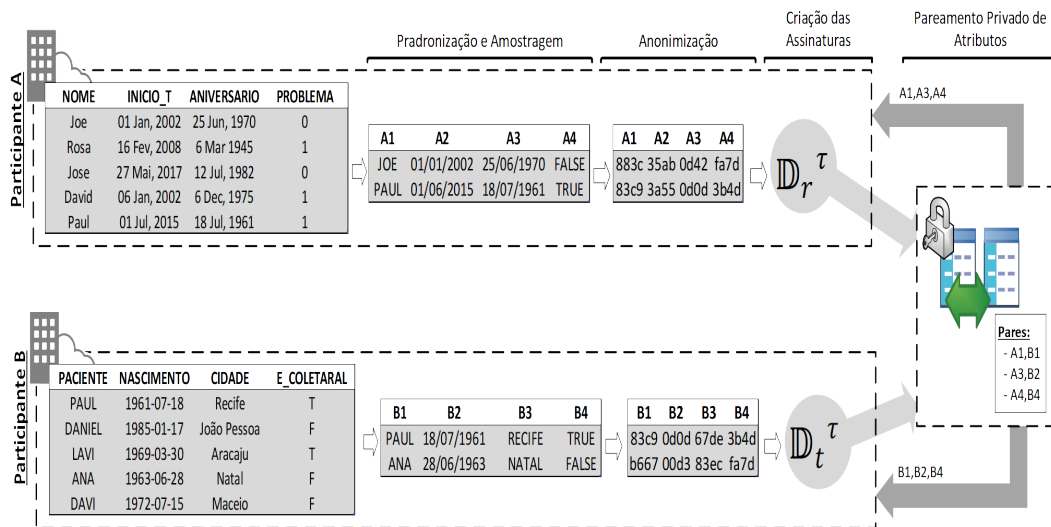 Pradronização e Amostragem
Anonimização
Criação das
Assinaturas
Pareamento Privado de
Atributos
Participante A
NOME INICIO_T ANIVERSARIO PROBLEMA
Joe 01 Jan, 2002 25 Jun, 1970 0
Rosa 16 Fev, 2008 6 Mar 1945 1
Jose 27 Mai, 2017 12 Jul, 1982 0
David 06 Jan, 2002 6 Dec, 1975 1
Paul 01 Jul, 2015 18 Jul, 1961 1
A1 A2 A3 A4
JOE 01/01/2002 25/06/1970 FALSE
PAUL 01/06/2015 18/07/1961 TRUE
A1 A2 A3 A4
883c 35ab 0d42 fa7d
83c9 3a55 0d0d 3b4d
𝔻r τ
A1,A3,A4
Pares:
- A1,B1
- A3,B2
- A4,B4
Participante B
PACIENTE NASCIMENTO CIDADE E_COLETARAL
PAUL 1961-07-18 Recife T
DANIEL 1985-01-17 João Pessoa F
LAVI 1969-03-30 Aracaju T
ANA 1963-06-28 Natal F
DAVI 1972-07-15 Maceio F
B1 B2 B3 B4
PAUL 18/07/1961 RECIFE TRUE
ANA 28/06/1963 NATAL FALSE
B1 B2 B3 B4
83c9 0d0d 67de 3b4d
b667 00d3 83ec fa7d
𝔻t τ
B1,B2,B4